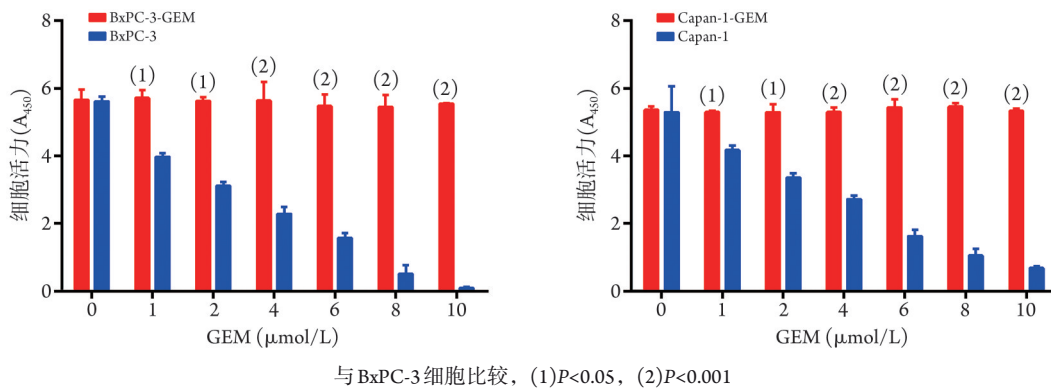 BxPC-3-GEM
BxPC-3
细胞活力(A₄₅₀)
8
6
4
2
0
(1)
(1)
(2)
(2)
(2)
(2)
0 1 2 4 6 8 10
GEM (μmol/L)
Capan-1-GEM
Capan-1
细胞活力(A₄₅₀)
8
6
4
2
0
(1)
(1)
(2)
(2)
(2)
(2)
0 1 2 4 6 8 10
GEM (μmol/L)
与BxPC-3细胞比较，(1)P<0.05，(2)P<0.001